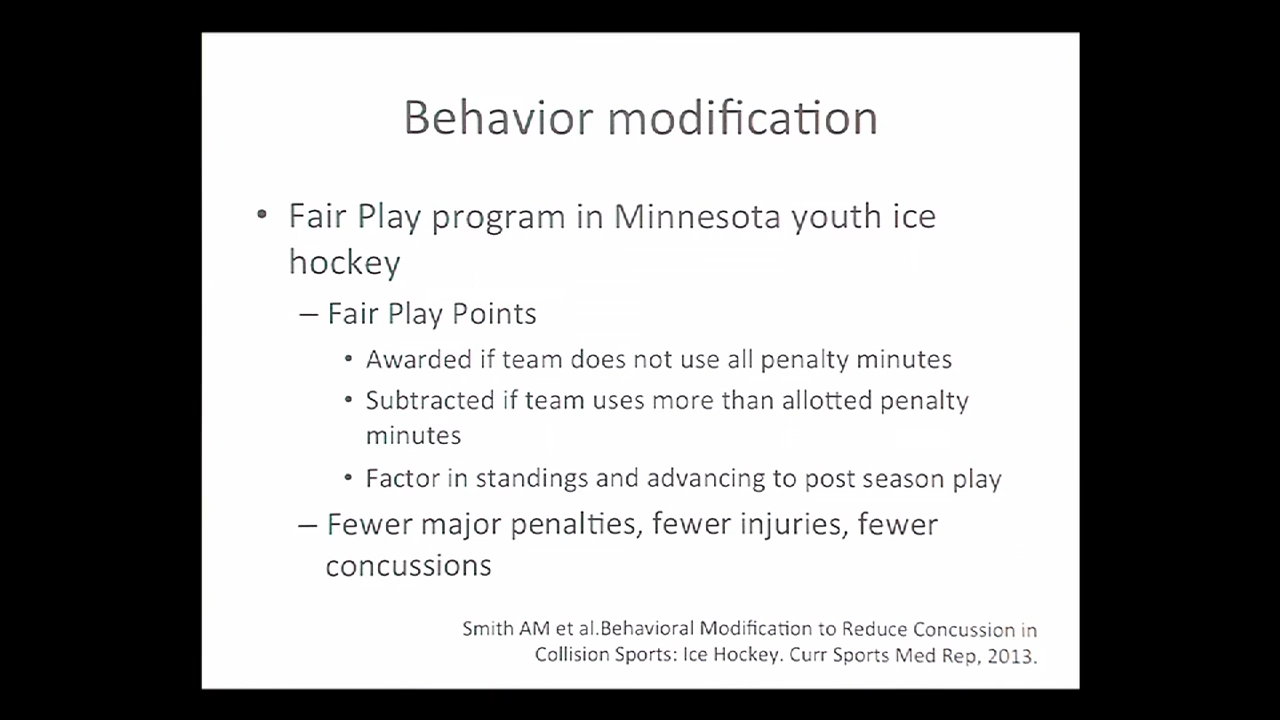 Behavior modification
• Fair Play program in Minnesota youth ice
hockey
– Fair Play Points
• Awarded if team does not use all penalty minutes
• Subtracted if team uses more than allotted penalty
minutes
• Factor in standings and advancing to post season play
– Fewer major penalties, fewer injuries, fewer
concussions
Smith AM et al.Behavioral Modification to Reduce Concussion in
Collision Sports: Ice Hockey. Curr Sports Med Rep, 2013.